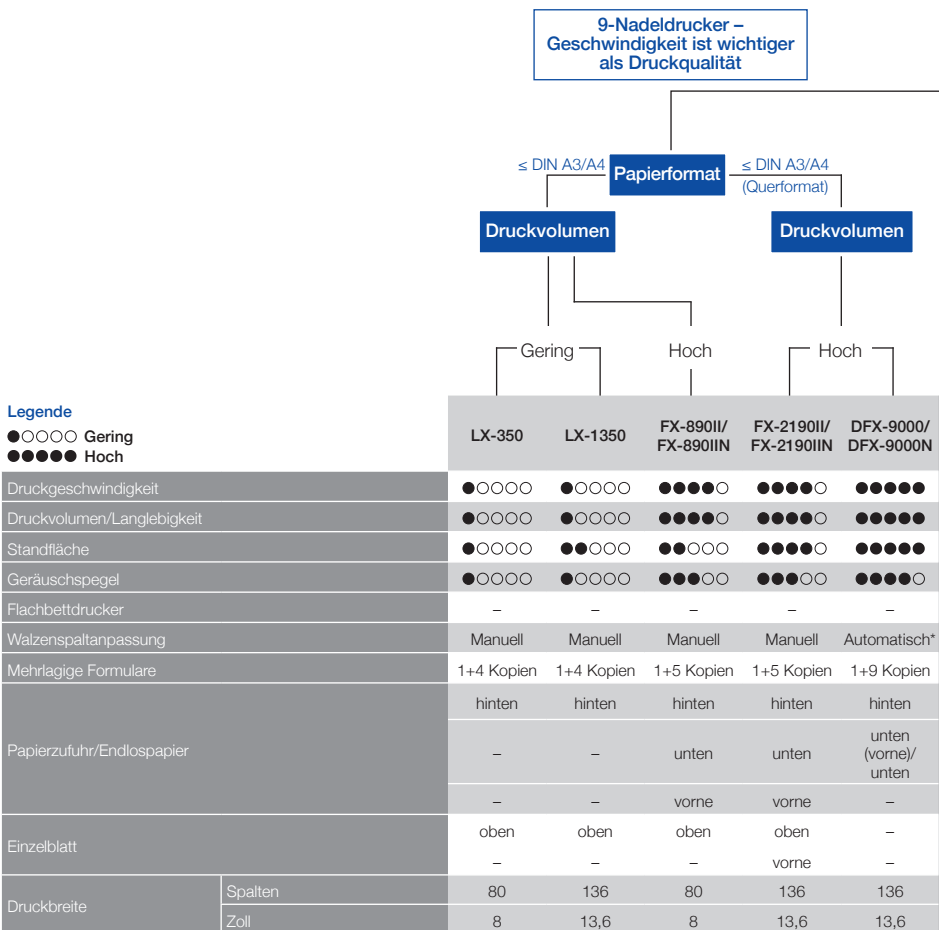 9-Nadeldrucker –
Geschwindigkeit ist wichtiger
als Druckqualität
≤ DIN A3/A4
Papierformat
≤ DIN A3/A4
(Querformat)
Druckvolumen
Druckvolumen
Gering
Hoch
Hoch
Legende
●○○○○ Gering
●●●●● Hoch
LX-350 LX-1350 FX-890II/ FX-2190II/ DFX-9000/
FX-890IIN FX-2190IIN DFX-9000N
Druckgeschwindigkeit ●○○○○ ●○○○○ ●●●●○ ●●●●○ ●●●●●
Druckvolumen/Langlebigkeit ●○○○○ ●○○○○ ●●●●○ ●●●●○ ●●●●●
Standfläche ●○○○○ ●●○○○ ●●○○○ ●●●●○ ●●●●●
Geräuschspegel ●○○○○ ●○○○○ ●●●○○ ●●●○○ ●●●●○
Flachbettdrucker – – – – –
Walzenspaltanpassung Manuell Manuell Manuell Manuell Automatisch*
Mehrlagige Formulare 1+4 Kopien 1+4 Kopien 1+5 Kopien 1+5 Kopien 1+9 Kopien
Papierzufuhr/Endlospapier
hinten hinten hinten hinten hinten
– – unten unten unten
(vorne)/
unten
– – vorne vorne –
Einzelblatt
oben oben oben oben –
– – – vorne –
Druckbreite
Spalten 80 136 80 136 136
Zoll 8 13,6 8 13,6 13,6